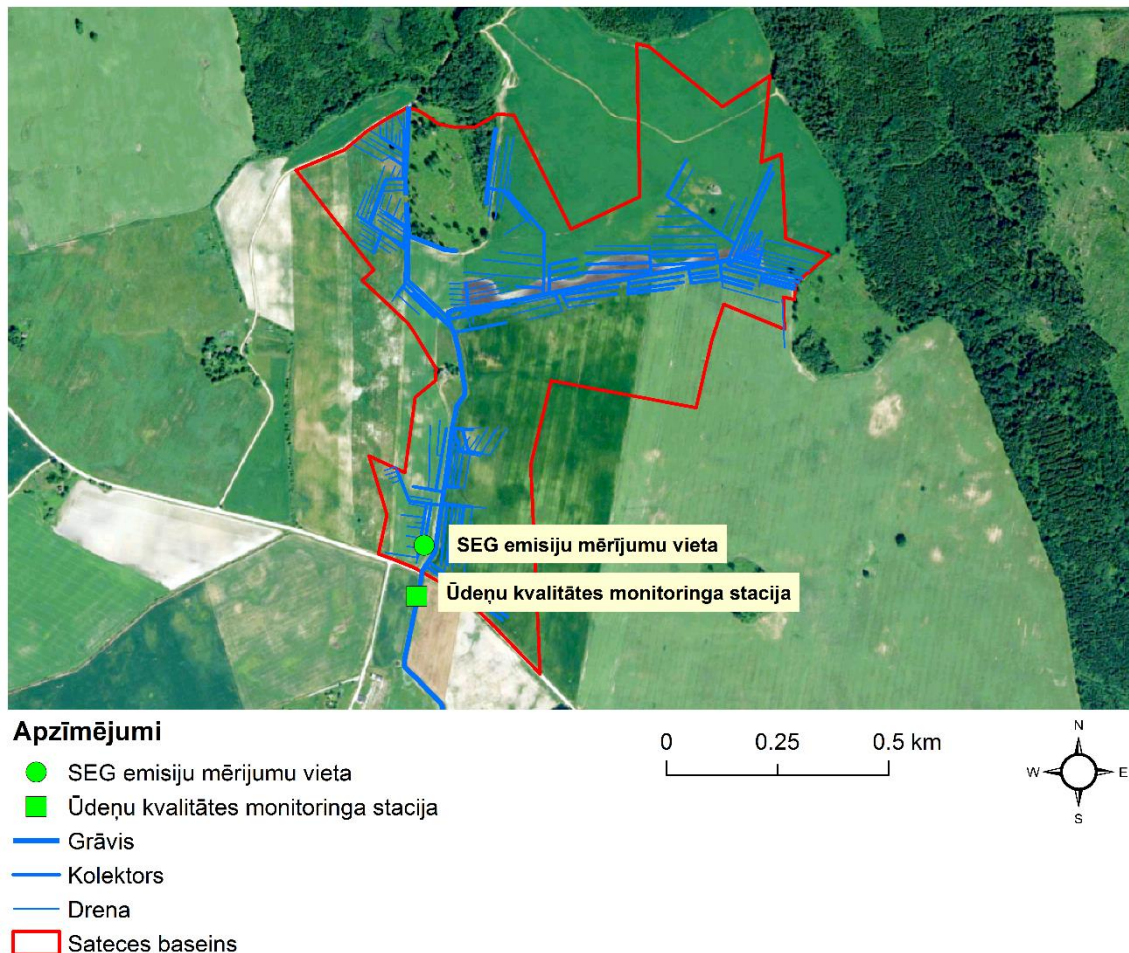 SEG emisiju mērījumu vieta
Ūdeņu kvalitātes monitoringa stacija
Apzīmējumi
SEG emisiju mērijumu vieta
Ūdeņu kvalitātes monitoringa stacija
Grāvis
Kolektors
Drena
Sateces baseins
0 0.25 0.5 km
N
W E
S